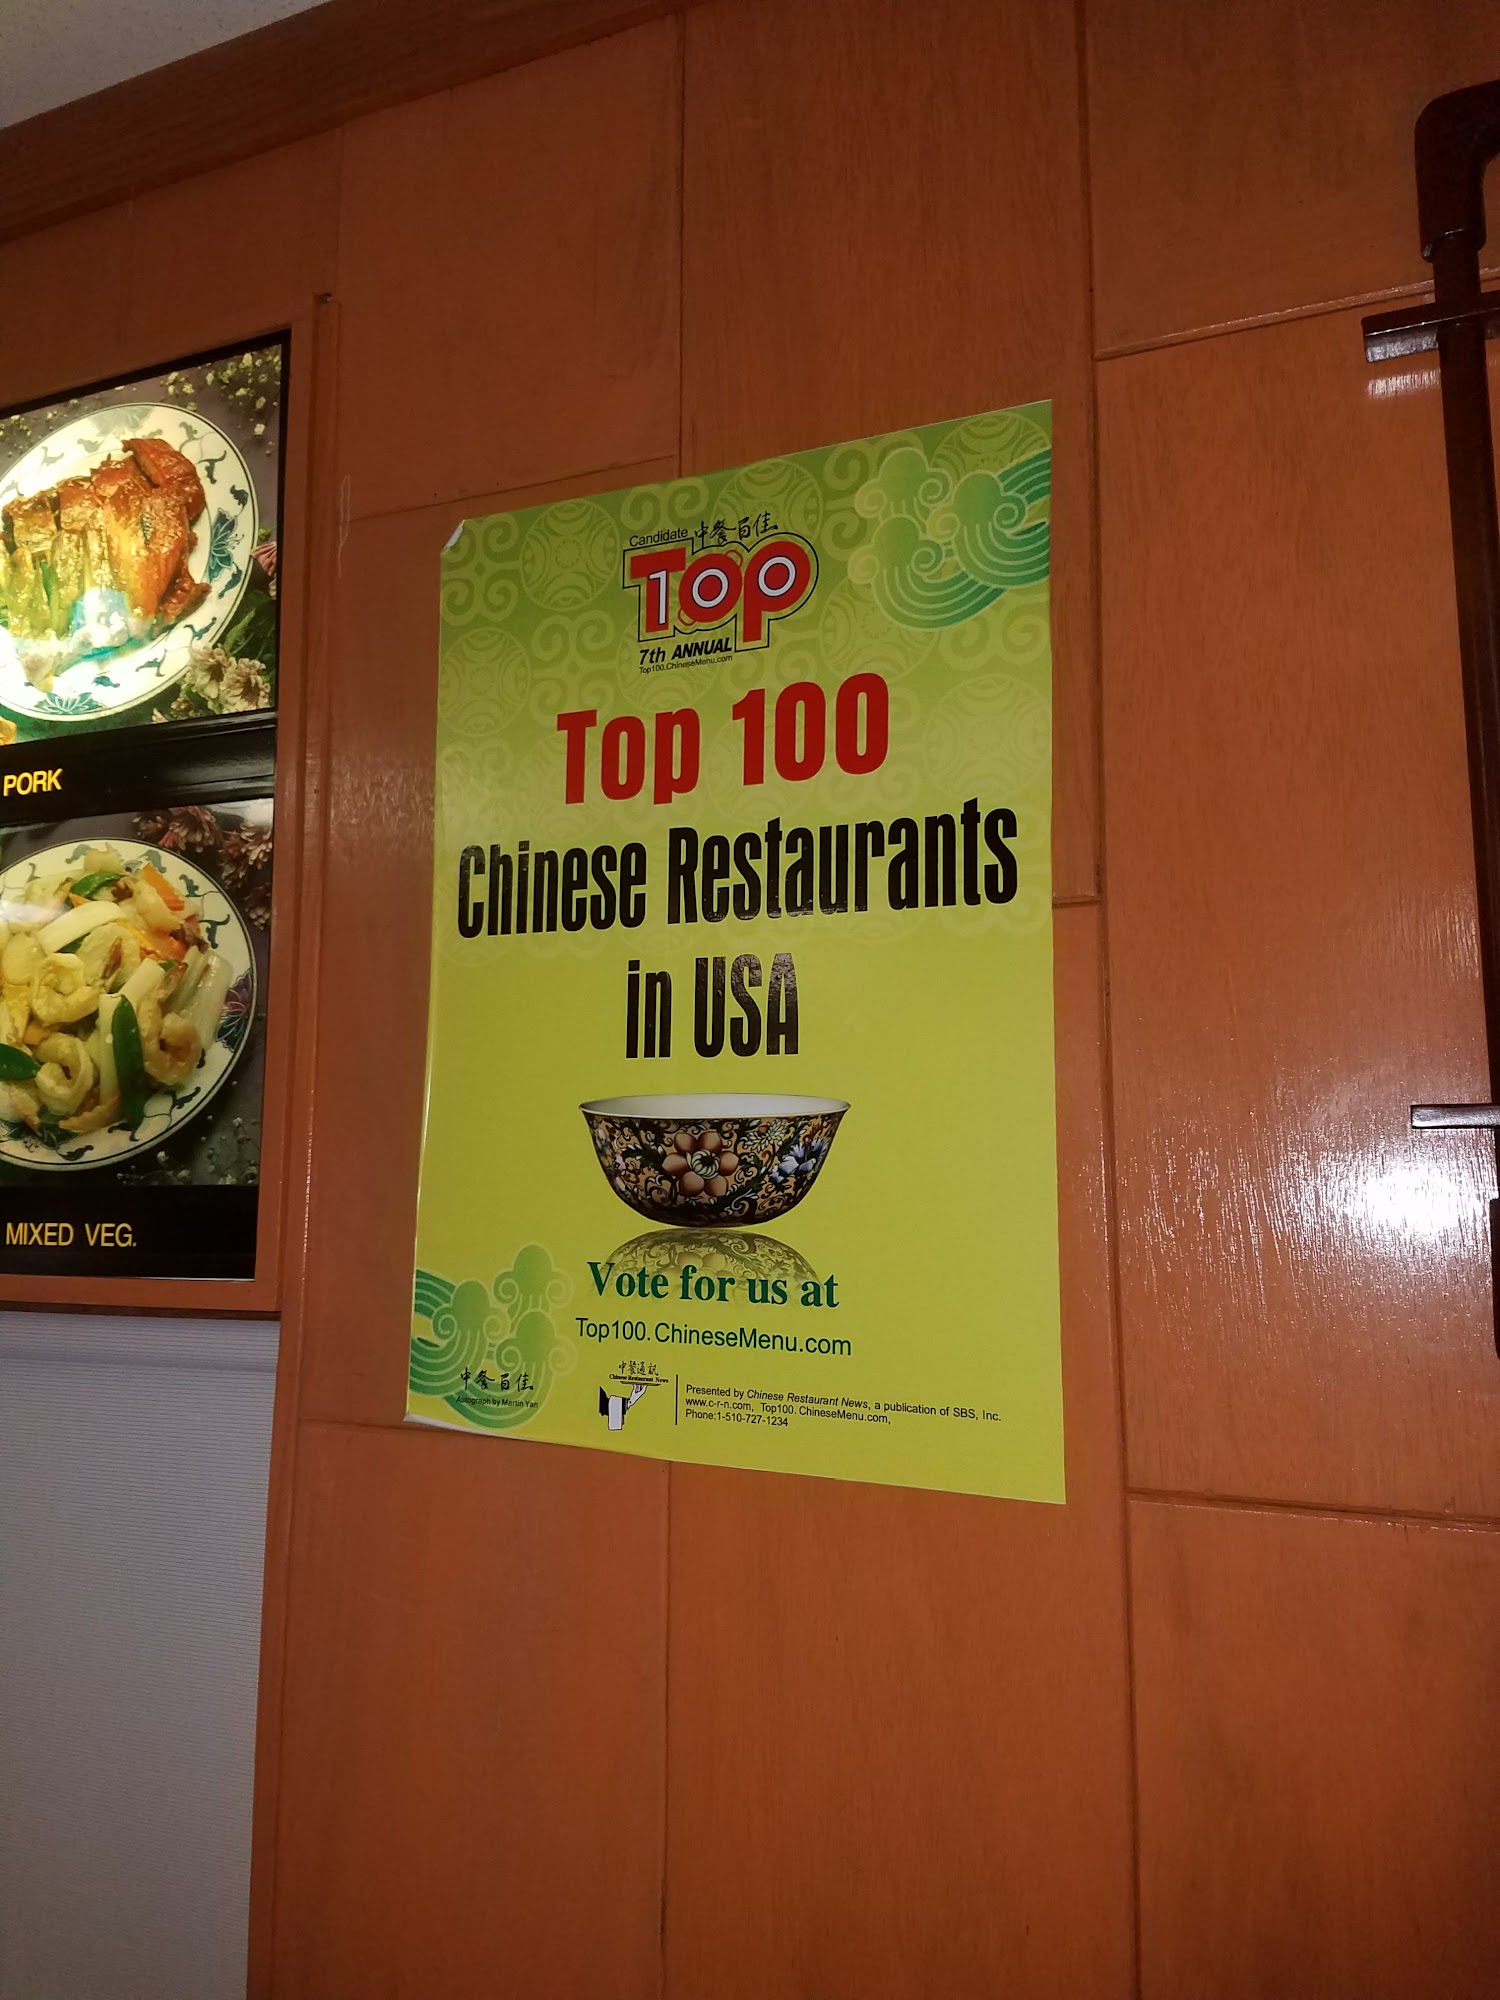 PORK
MIXED VEG.
Candidate 中餐百佳
Top
100
7th ANNUAL
Top100.ChineseMenu.com
Top 100
Chinese Restaurants
in USA
Vote for us at
Top100.ChineseMenu.com
中餐百佳
Autograph by Martin Yan
中餐通訊
Chinese Restaurant News
Presented by Chinese Restaurant News, a publication of SBS, Inc.
www.c-r-n.com, Top100.ChineseMenu.com,
Phone:1-510-727-1234